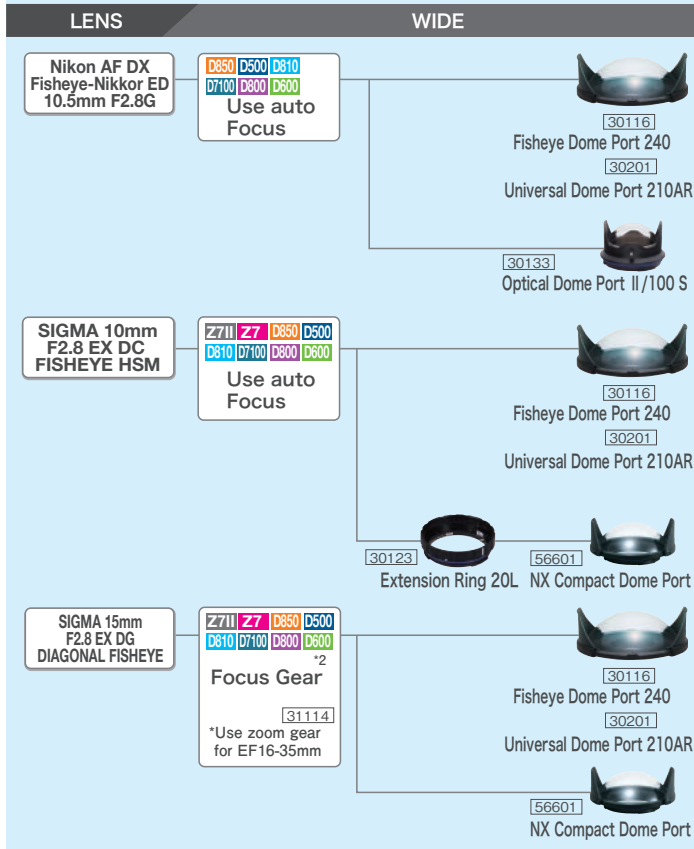 LENS WIDE
Nikon AF DX
Fisheye-Nikkor ED
10.5mm F2.8G
D850 D500 D810
D7100 D800 D600
Use auto
Focus
30116
Fisheye Dome Port 240
30201
Universal Dome Port 210AR
30133
Optical Dome Port Ⅱ/100 S
SIGMA 10mm
F2.8 EX DC
FISHEYE HSM
Z7II Z7 D850 D500
D810 D7100 D800 D600
Use auto
Focus
30116
Fisheye Dome Port 240
30201
Universal Dome Port 210AR
30123
Extension Ring 20L
56601
NX Compact Dome Port
SIGMA 15mm
F2.8 EX DG
DIAGONAL FISHEYE
Z7II Z7 D850 D500
D810 D7100 D800 D600
*2
Focus Gear
31114
*Use zoom gear
for EF16-35mm
30116
Fisheye Dome Port 240
30201
Universal Dome Port 210AR
56601
NX Compact Dome Port